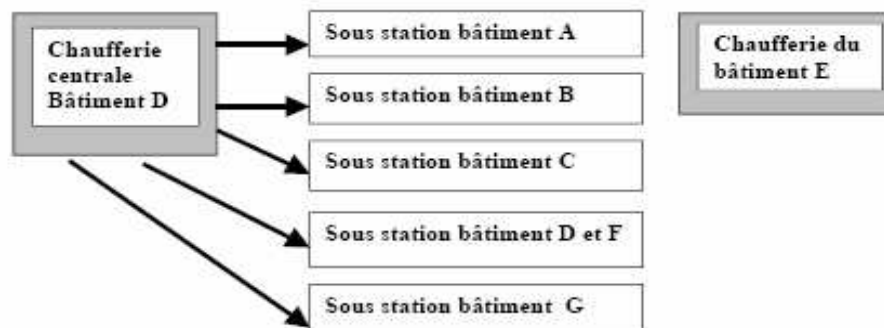 Chaufferie
centrale
Bâtiment D
Sous station bâtiment A
Sous station bâtiment B
Sous station bâtiment C
Sous station bâtiment D et F
Sous station bâtiment G
Chaufferie du
bâtiment E